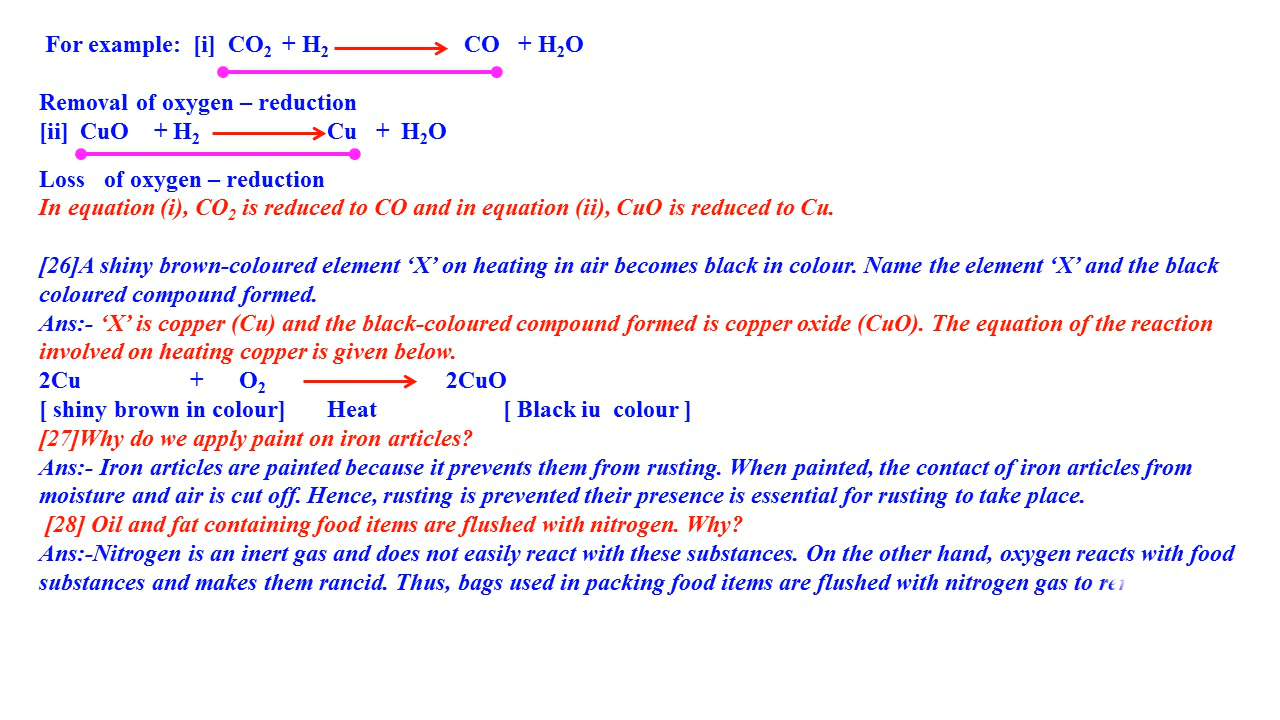 For example: [i] CO₂ + H₂ ⟶ CO + H₂O
Removal of oxygen – reduction
[ii] CuO + H₂ ⟶ Cu + H₂O
Loss of oxygen – reduction
In equation (i), CO₂ is reduced to CO and in equation (ii), CuO is reduced to Cu.
[26]A shiny brown-coloured element ‘X’ on heating in air becomes black in colour. Name the element ‘X’ and the black
coloured compound formed.
Ans:- ‘X’ is copper (Cu) and the black-coloured compound formed is copper oxide (CuO). The equation of the reaction
involved on heating copper is given below.
2Cu + O₂ ⟶ 2CuO
[ shiny brown in colour] Heat [ Black iu colour ]
[27]Why do we apply paint on iron articles?
Ans:- Iron articles are painted because it prevents them from rusting. When painted, the contact of iron articles from
moisture and air is cut off. Hence, rusting is prevented their presence is essential for rusting to take place.
[28] Oil and fat containing food items are flushed with nitrogen. Why?
Ans:-Nitrogen is an inert gas and does not easily react with these substances. On the other hand, oxygen reacts with food
substances and makes them rancid. Thus, bags used in packing food items are flushed with nitrogen gas to